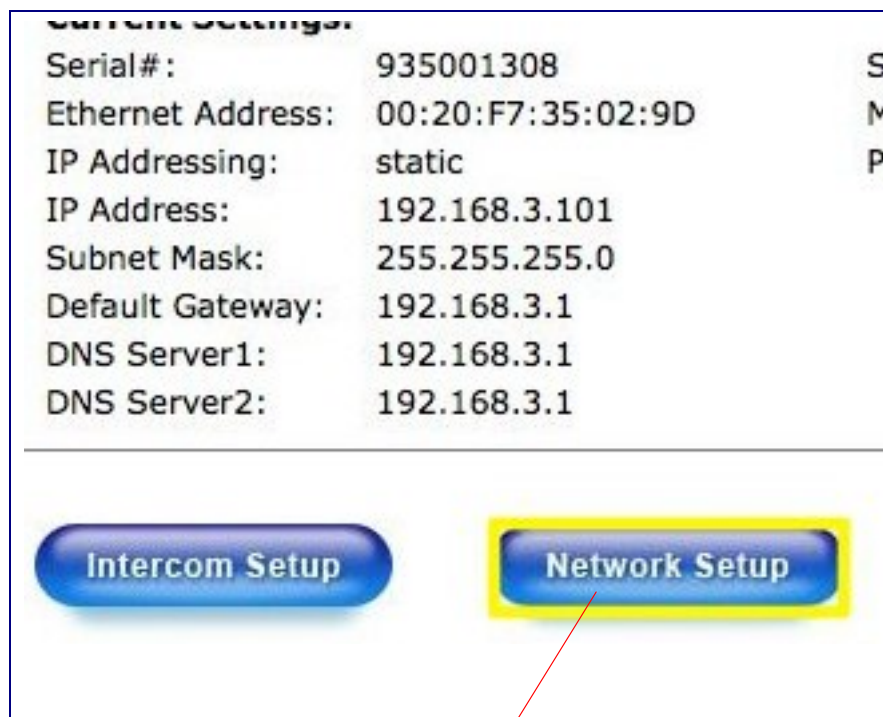 Current Settings:
Serial#: 935001308 S
Ethernet Address: 00:20:F7:35:02:9D M
IP Addressing: static P
IP Address: 192.168.3.101
Subnet Mask: 255.255.255.0
Default Gateway: 192.168.3.1
DNS Server1: 192.168.3.1
DNS Server2: 192.168.3.1
Intercom Setup Network Setup